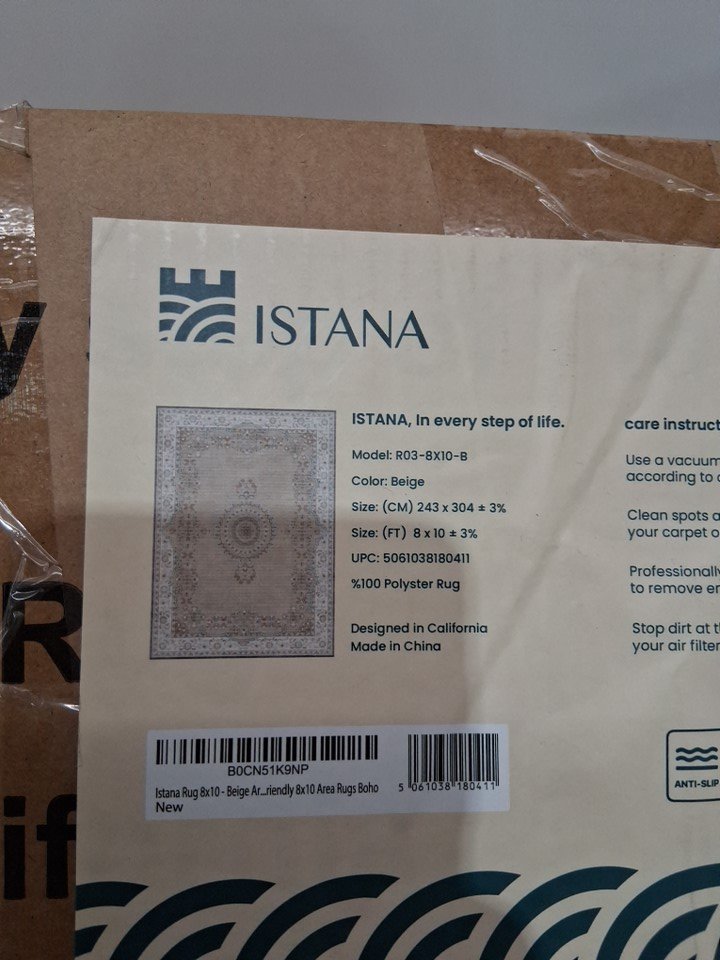 ISTANA
ISTANA, In every step of life.
Model: R03-8X10-B
Color: Beige
Size: (CM) 243 x 304 ± 3%
Size: (FT) 8 x 10 ± 3%
UPC: 5061038180411
%100 Polyster Rug
Designed in California
Made in China
care instruct
Use a vacuum
according to
Clean spots a
your carpet o
Professionally
to remove
Stop dirt at
your air filter
B0CN51K9NP
Istana Rug 8x10 - Beige Ar...riendly 8x10 Area Rugs Boho
New
5 061038 180411
ANTI-SLIP
R
if